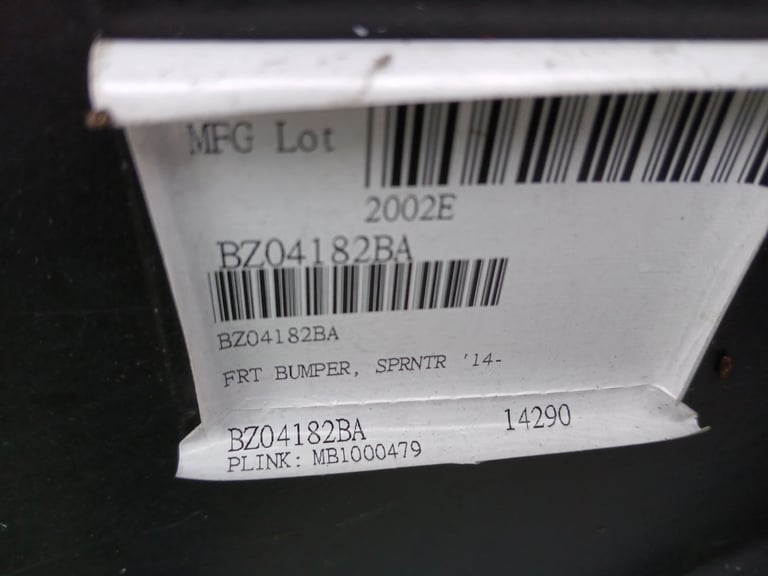 MFG Lot
2002E
BZ04182BA
BZ04182BA
FRT BUMPER, SPRNTR '14-
BZ04182BA 14290
PLINK: MB1000479